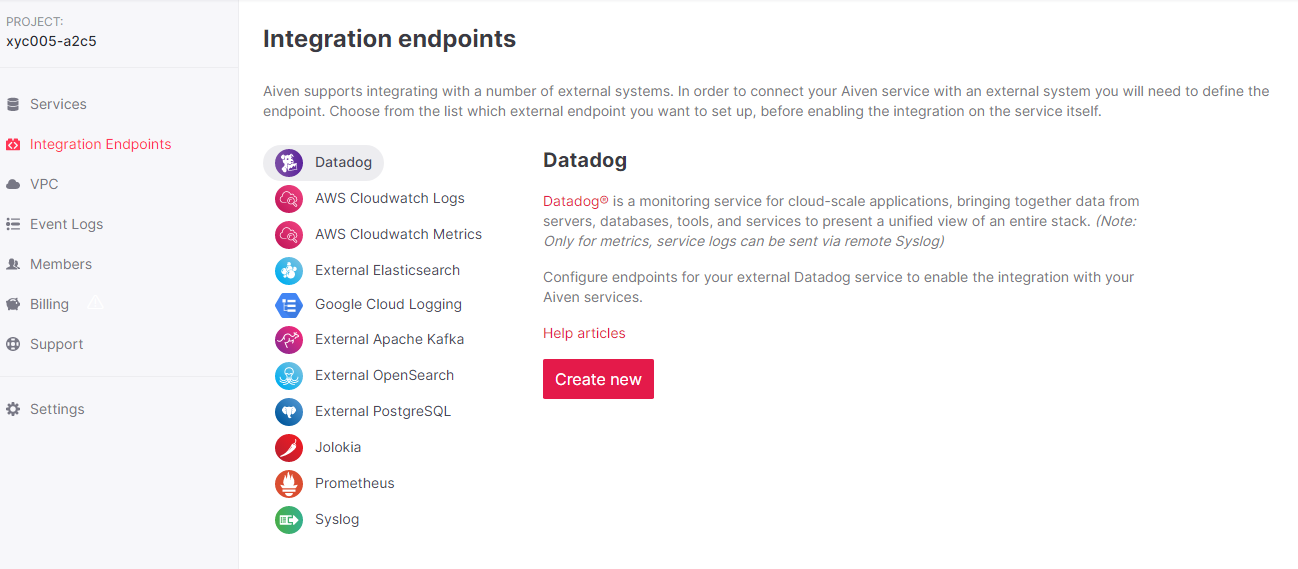 PROJECT:
xyc005-a2c5
Services
Integration Endpoints
VPC
Event Logs
Members
Billing
Support
Settings
Integration endpoints
Aiven supports integrating with a number of external systems. In order to connect your Aiven service with an external system you will need to define the
endpoint. Choose from the list which external endpoint you want to set up, before enabling the integration on the service itself.
Datadog
AWS Cloudwatch Logs
AWS Cloudwatch Metrics
External Elasticsearch
Google Cloud Logging
External Apache Kafka
External OpenSearch
External PostgreSQL
Jolokia
Prometheus
Syslog
Datadog
Datadog® is a monitoring service for cloud-scale applications, bringing together data from
servers, databases, tools, and services to present a unified view of an entire stack. (Note:
Only for metrics, service logs can be sent via remote Syslog)
Configure endpoints for your external Datadog service to enable the integration with your
Aiven services.
Help articles
Create new